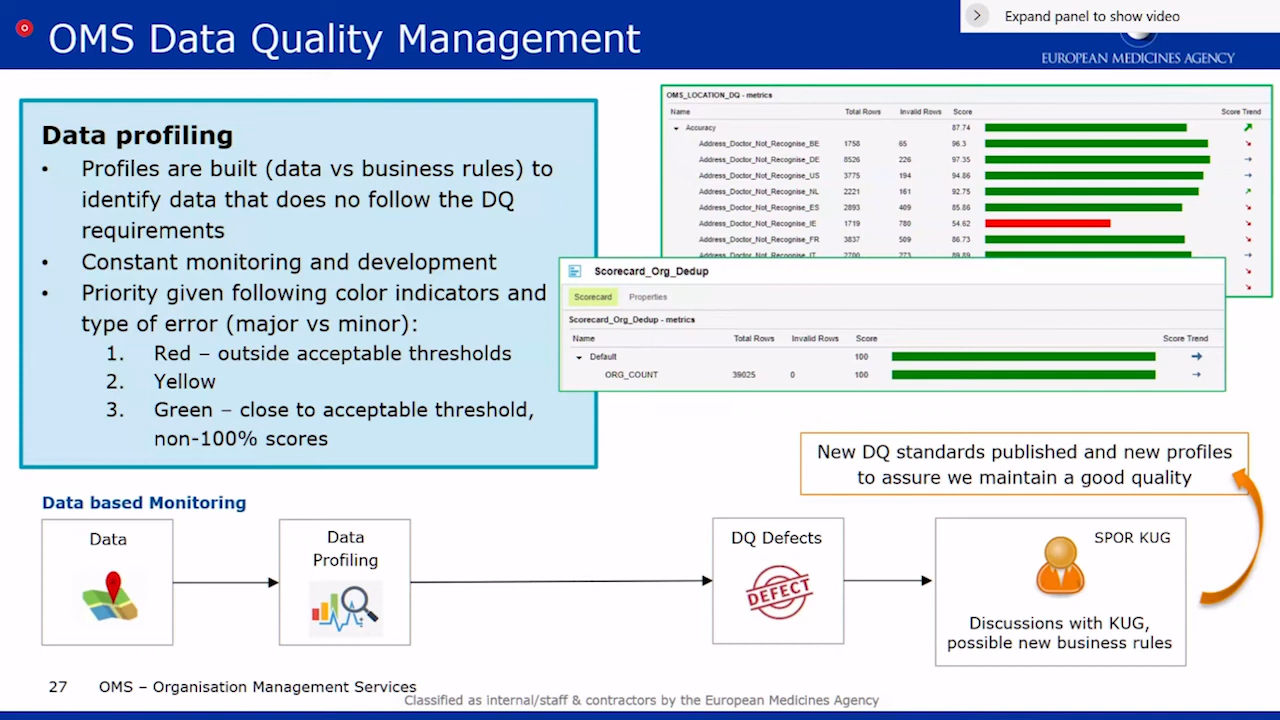 OMS Data Quality Management
Expand panel to show video
EUROPEAN MEDICINES AGENCY
Data profiling
• Profiles are built (data vs business rules) to
identify data that does no follow the DQ
requirements
• Constant monitoring and development
• Priority given following color indicators and
type of error (major vs minor):
1. Red – outside acceptable thresholds
2. Yellow
3. Green – close to acceptable threshold,
non-100% scores
OMS_LOCATION_DQ - metrics
Name Total Rows Invalid Rows Score Score Trend
Accuracy 87.74
Address_Doctor_Not_Recognise_BE 1758 65 96.3
Address_Doctor_Not_Recognise_DE 8526 226 97.35
Address_Doctor_Not_Recognise_US 3775 194 94.86
Address_Doctor_Not_Recognise_NL 2221 161 92.75
Address_Doctor_Not_Recognise_ES 2893 409 85.86
Address_Doctor_Not_Recognise_IE 1719 780 54.62
Address_Doctor_Not_Recognise_FR 3837 509 86.73
Address_Doctor_Not_Recognise_IT 2700 273 89.89
Scorecard_Org_Dedup
Scorecard Properties
Scorecard_Org_Dedup - metrics
Name Total Rows Invalid Rows Score Score Trend
Default 100
ORG_COUNT 39025 0 100
New DQ standards published and new profiles
to assure we maintain a good quality
Data based Monitoring
Data
Data
Profiling
DQ Defects
DEFECT
SPOR KUG
Discussions with KUG,
possible new business rules
27 OMS – Organisation Management Services
Classified as internal/staff & contractors by the European Medicines Agency